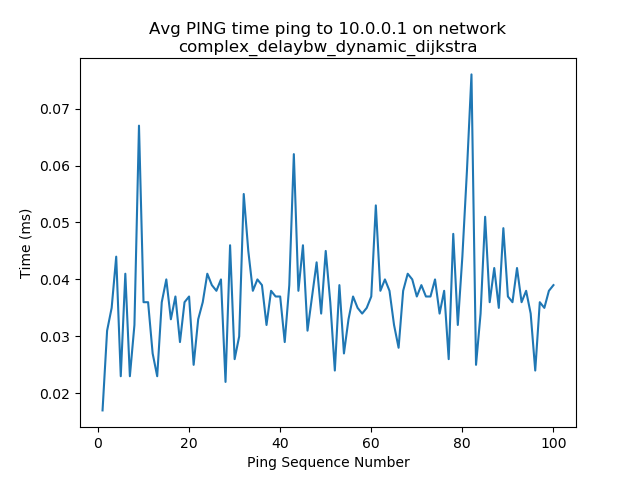 Avg PING time ping to 10.0.0.1 on network
complex_delaybw_dynamic_dijkstra
0.07
0.06
0.05
0.04
0.03
0.02
Time (ms)
0 20 40 60 80 100
Ping Sequence Number